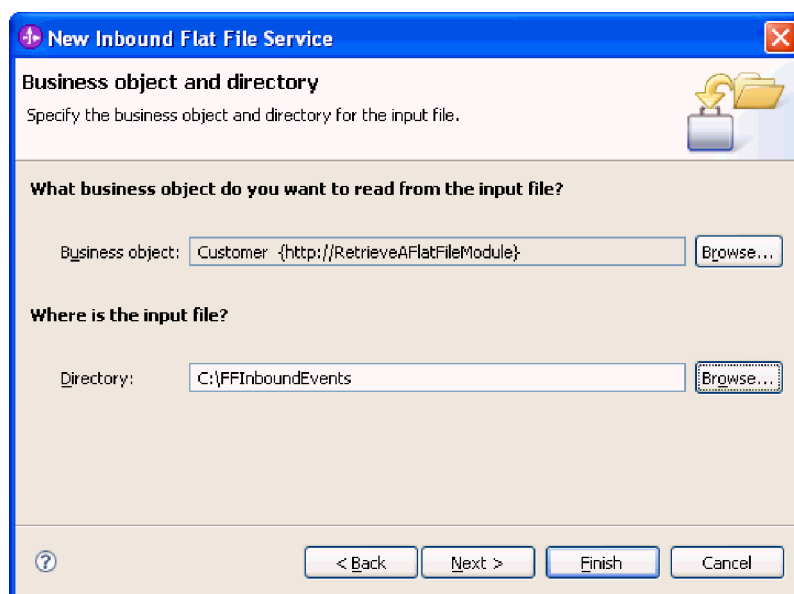 New Inbound Flat File Service
Business object and directory
Specify the business object and directory for the input file.
What business object do you want to read from the input file?
Business object: Customer {http://RetrieveAFlatFileModule} Browse...
Where is the input file?
Directory: C:\FFInboundEvents Browse...
< Back Next > Finish Cancel